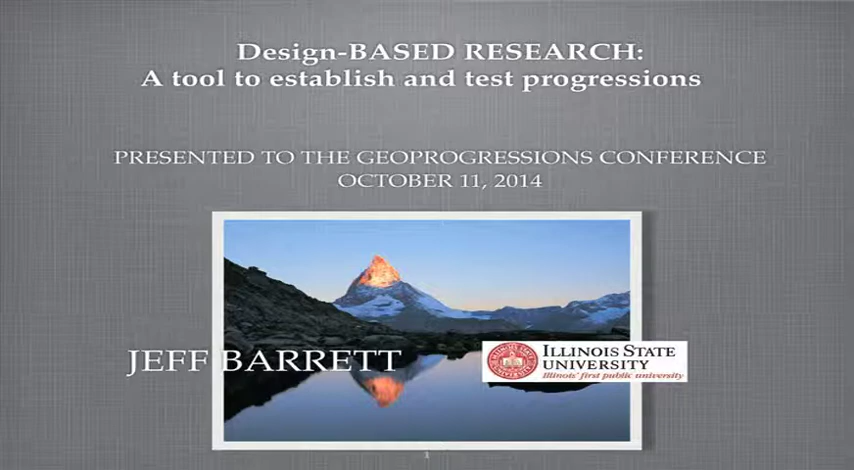 Design-BASED RESEARCH:
A tool to establish and test progressions
PRESENTED TO THE GEOPROGRESSIONS CONFERENCE
OCTOBER 11, 2014
JEFF BARRETT
ILLINOIS STATE
UNIVERSITY
Illinois' first public university
1